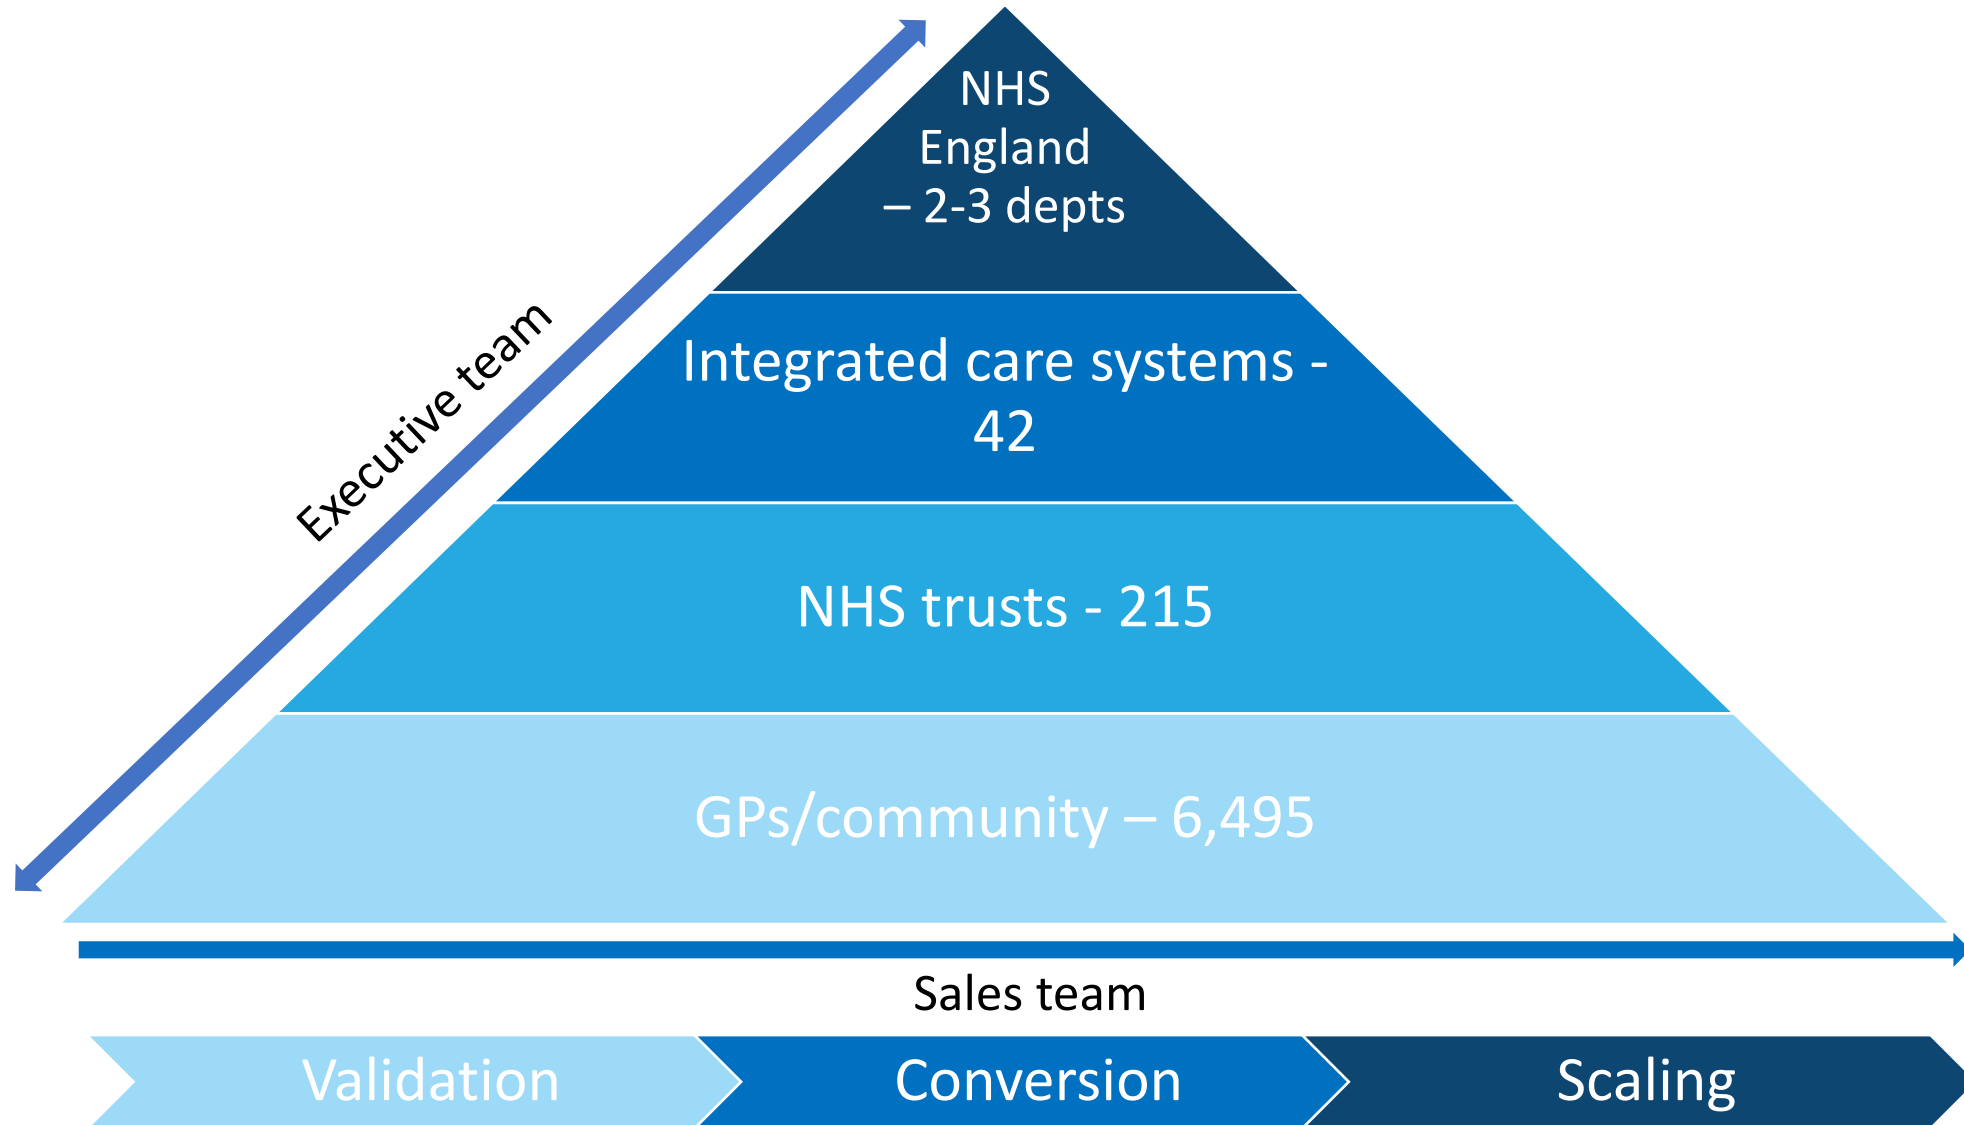 NHS
England
– 2-3 depts
Integrated care systems -
42
NHS trusts - 215
GPs/community – 6,495
Executive team
Sales team
Validation
Conversion
Scaling